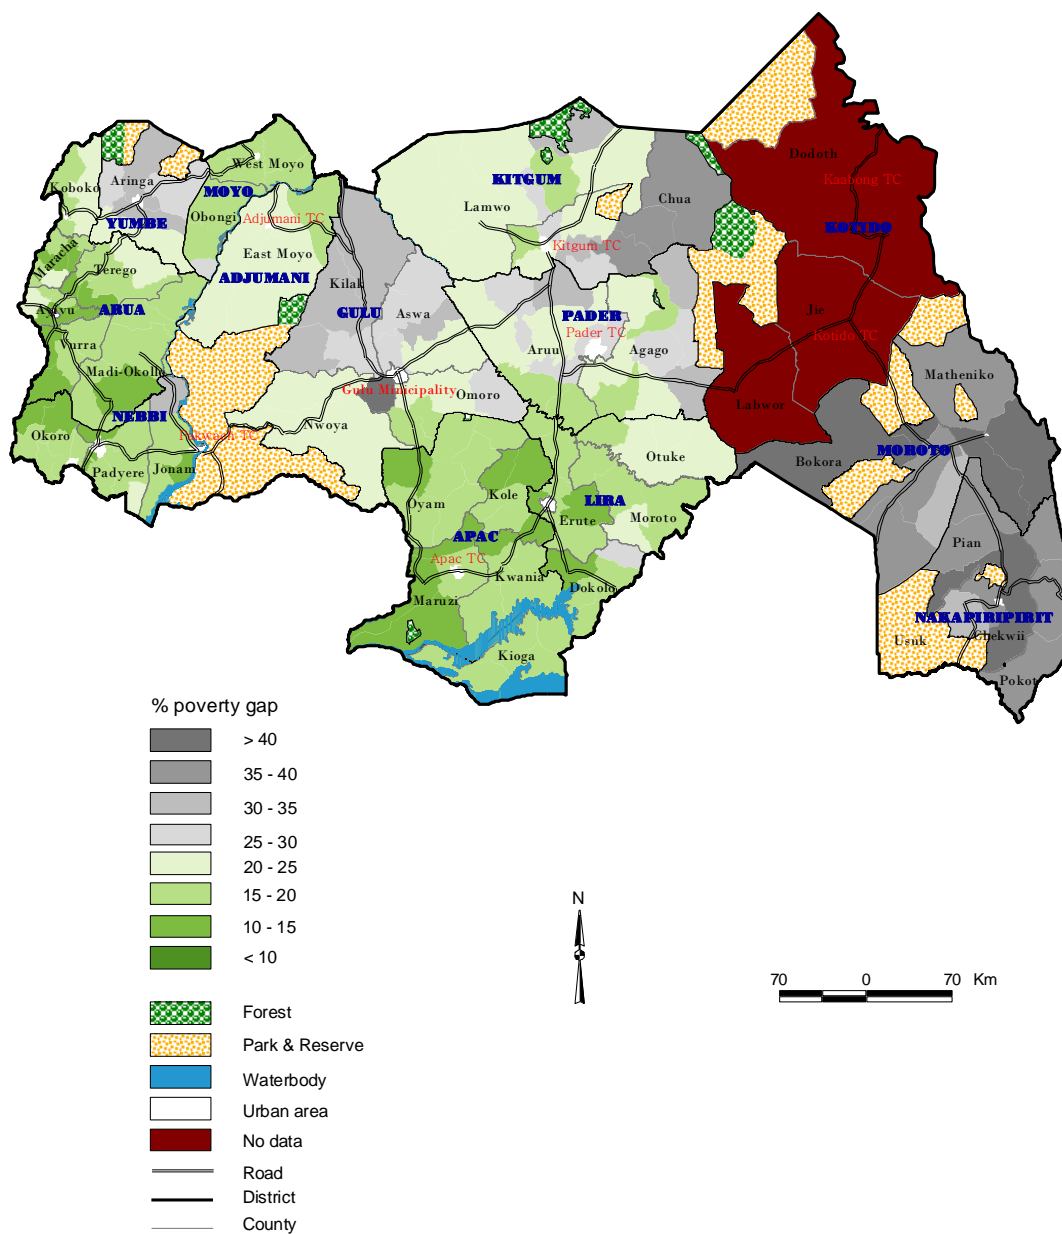 Dodoth
Kaabong TC
West Moyo
KITGUM
Koboko
Aringa
MOYO
Chua
Lamwo
Obongi
Adjumani TC
YUMBE
KOTIDO
Kitgum TC
Maracha
East Moyo
Terego
ADJUMANI
Kilak
Ayivu
ARUA
GULU
Aswa
PADER
Jie
Pader TC
Kotido TC
Vurra
Aruu
Agago
Madi-Okollo
Matheniko
Gulu Municipality
Omoro
Labwor
NEBBI
Nwoya
Okoro
Pakwach TC
MOROTO
Otuke
Bokora
Padyere
Jonam
Kole
Oyam
LIRA
Erute
Moroto
APAC
Pian
Apac TC
Kwania
Dokolo
Maruzi
NAKAPIRIPIRIT
Usuk
Chekwii
Kioga
Pokot
% poverty gap
> 40
35 - 40
30 - 35
25 - 30
20 - 25
15 - 20
10 - 15
< 10
N
70 0 70 Km
Forest
Park & Reserve
Waterbody
Urban area
No data
Road
District
County